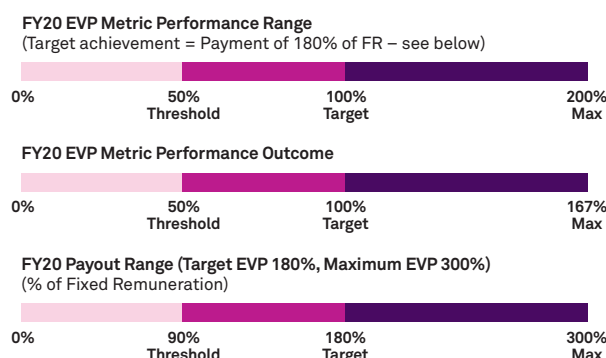 FY20 EVP Metric Performance Range
(Target achievement = Payment of 180% of FR – see below)
0% 50% 100% 200%
Threshold Target Max
FY20 EVP Metric Performance Outcome
0% 50% 100% 167%
Threshold Target Max
FY20 Payout Range (Target EVP 180%, Maximum EVP 300%)
(% of Fixed Remuneration)
0% 90% 180% 300%
Threshold Target Max